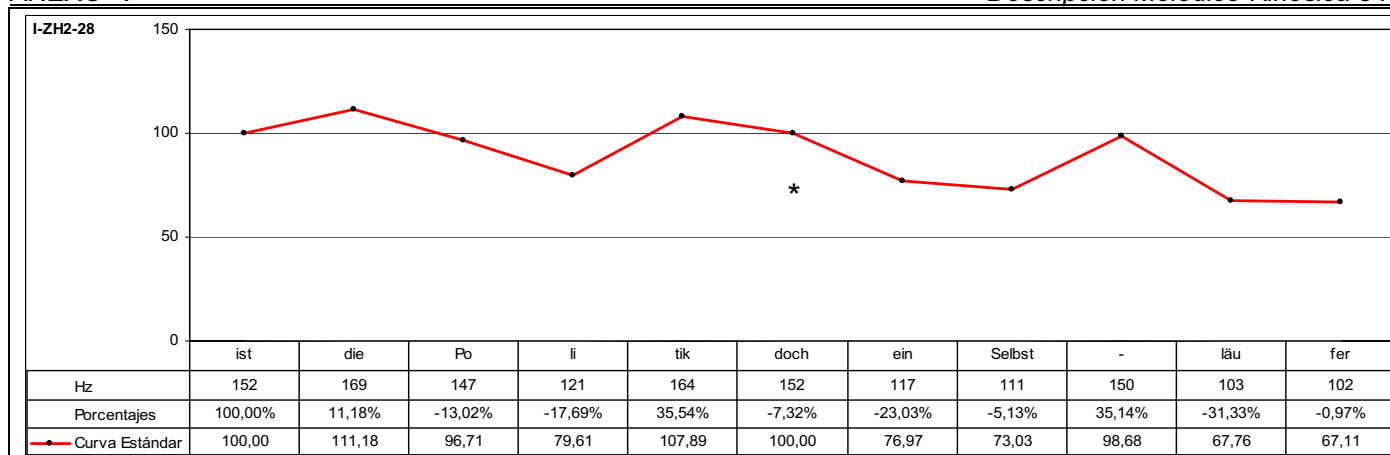 I-ZH2-28
150
100
50
0
*
ist die Po li tik doch ein Selbst - läu fer
Hz 152 169 147 121 164 152 117 111 150 103 102
Porcentajes 100,00% 11,18% -13,02% -17,69% 35,54% -7,32% -23,03% -5,13% 35,14% -31,33% -0,97%
Curva Estándar 100,00 111,18 96,71 79,61 107,89 100,00 76,97 73,03 98,68 67,76 67,11